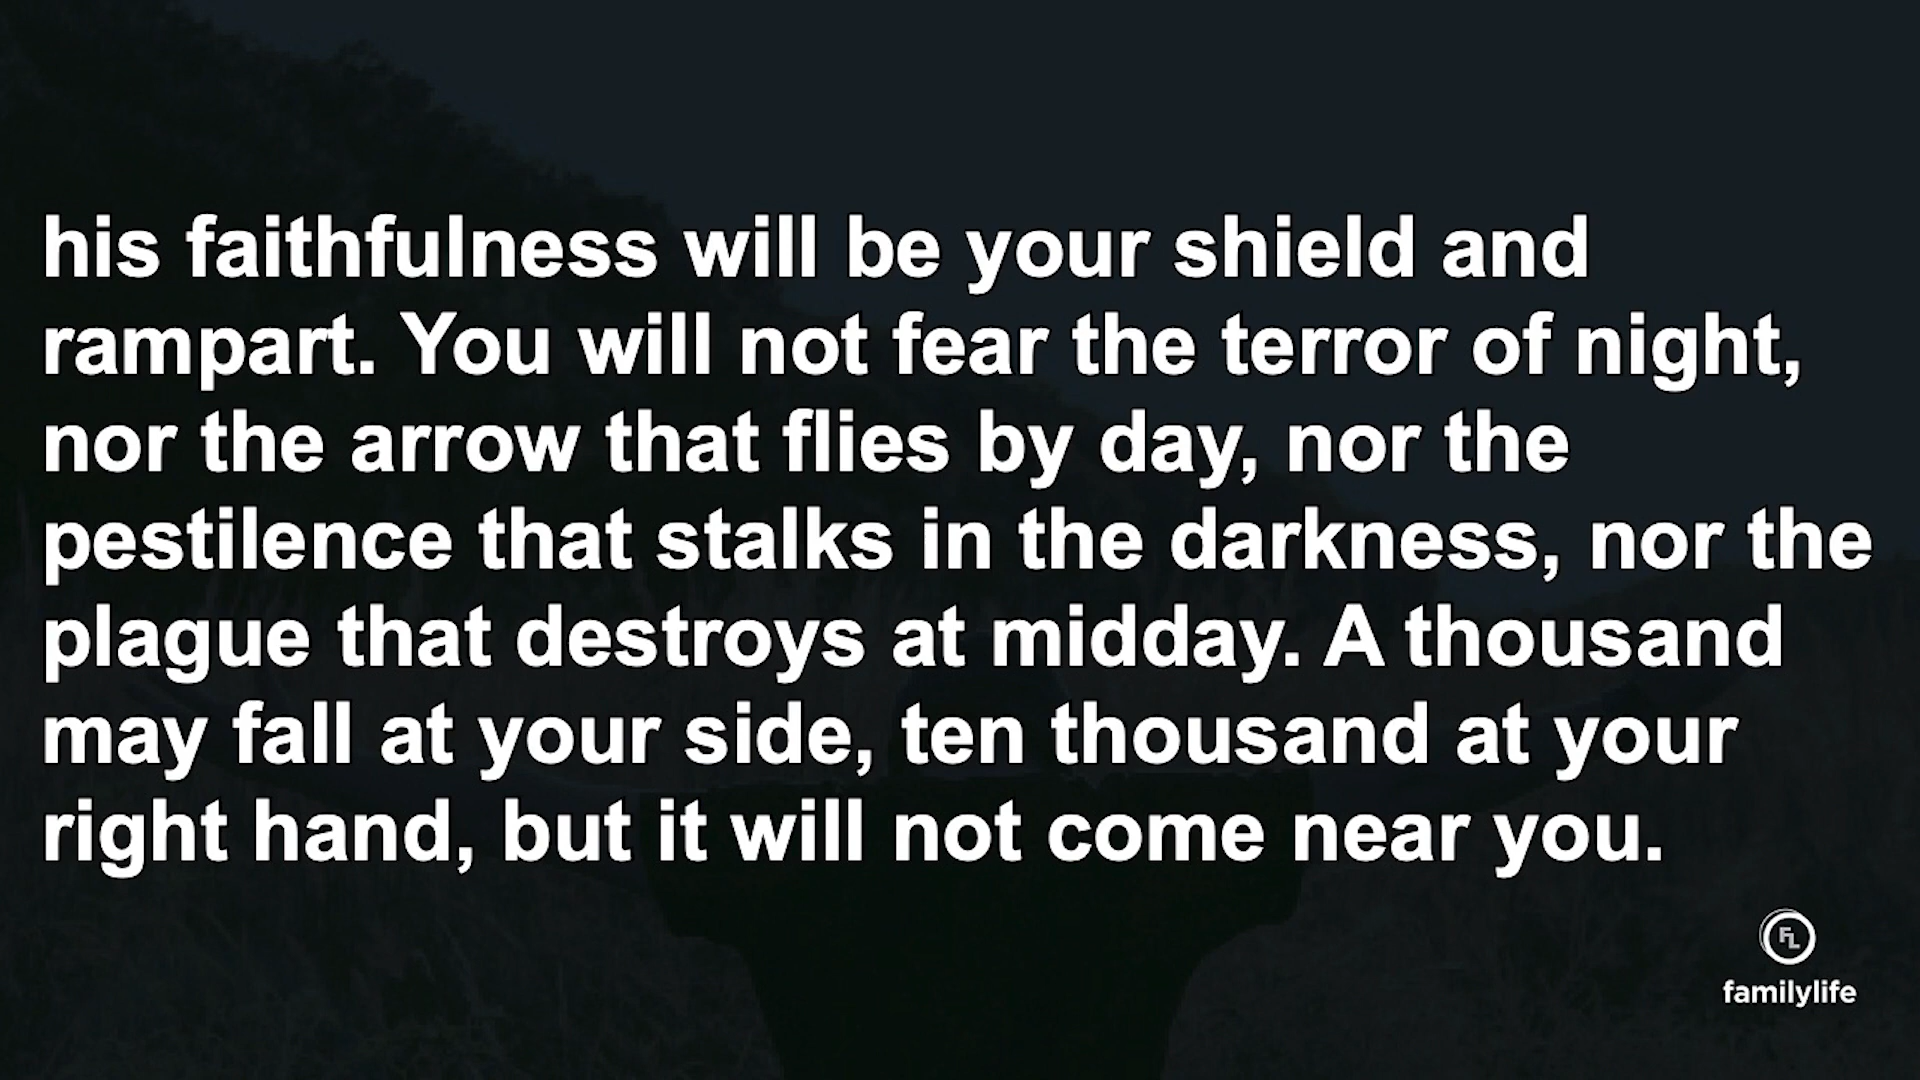 his faithfulness will be your shield and
rampart. You will not fear the terror of night,
nor the arrow that flies by day, nor the
pestilence that stalks in the darkness, nor the
plague that destroys at midday. A thousand
may fall at your side, ten thousand at your
right hand, but it will not come near you.
FL
familylife